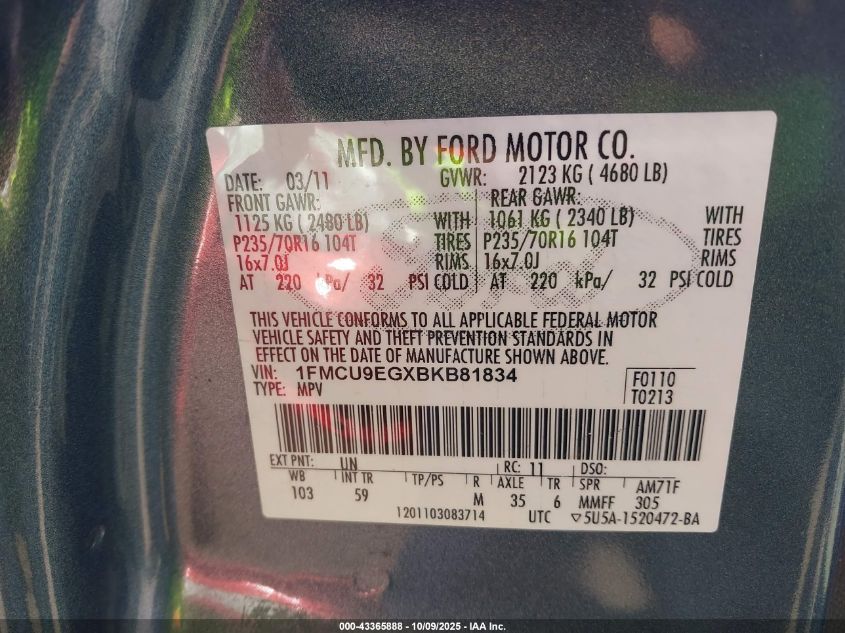 MFD. BY FORD MOTOR CO.
DATE: 03/11 GVWR: 2123 KG ( 4680 LB)
FRONT GAWR: REAR GAWR:
1125 KG ( 2480 LB) WITH 1061 KG ( 2340 LB) WITH
P235/70R16 104T TIRES P235/70R16 104T TIRES
16x7.0J RIMS 16x7.0J RIMS
AT 220 kPa/ 32 PSI COLD AT 220 kPa/ 32 PSI COLD
THIS VEHICLE CONFORMS TO ALL APPLICABLE FEDERAL MOTOR
VEHICLE SAFETY AND THEFT PREVENTION STANDARDS IN
EFFECT ON THE DATE OF MANUFACTURE SHOWN ABOVE.
VIN: 1FMCU9EGXBKB81834 F0110
TYPE: MPV T0213
EXT PNT: UN RC: 11 DSO:
WB INT TR TP/PS R AXLE TR SPR AM71F
103 59 M 35 6 MMFF 305
1201103083714 UTC ▽5U5A-1520472-BA
000-43365888 - 10/09/2025 - IAA Inc.